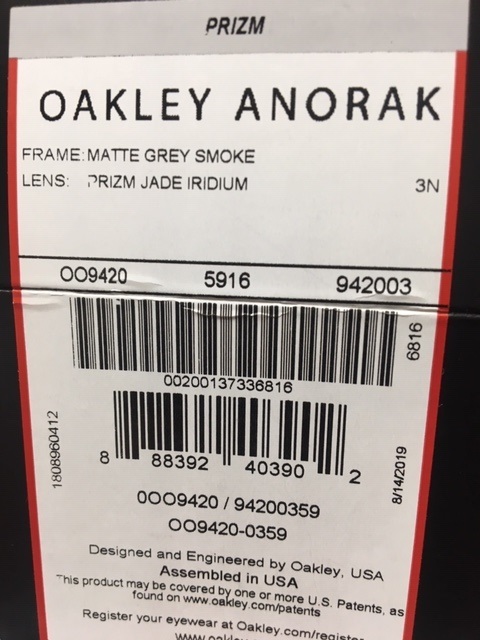 PRIZM
OAKLEY ANORAK
FRAME: MATTE GREY SMOKE
LENS: PRIZM JADE IRIDIUM 3N
OO9420 5916 942003
6816
00200137336816
8 88392 40390 2
1808960412
8/14/2019
0OO9420 / 94200359
OO9420-0359
Designed and Engineered by Oakley, USA
Assembled in USA
This product may be covered by one or more U.S. Patents, as
found on www.oakley.com/patents
Register your eyewear at Oakley.com/register